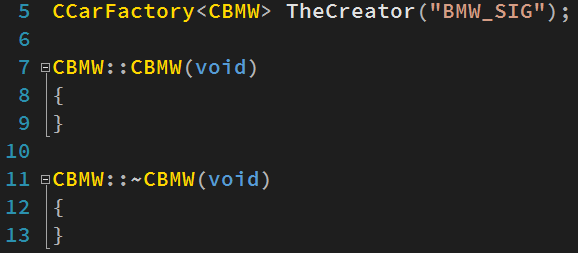 5 CCarFactory<CBMW> TheCreator("BMW_SIG");
6
7 CBMW::CBMW(void)
8 {
9 }
10
11 CBMW::~CBMW(void)
12 {
13 }